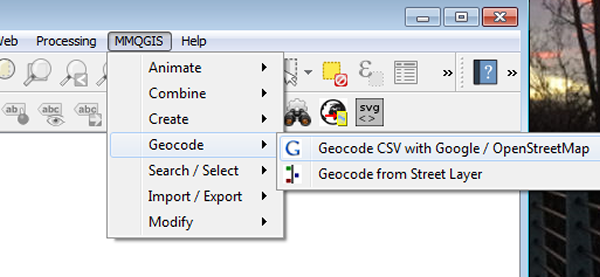 Web Processing MMQGIS Help
Animate
Combine
Create
Geocode
Search / Select
Import / Export
Modify
Geocode CSV with Google / OpenStreetMap
Geocode from Street Layer
ab
abc
abc
svg
<>
?
G